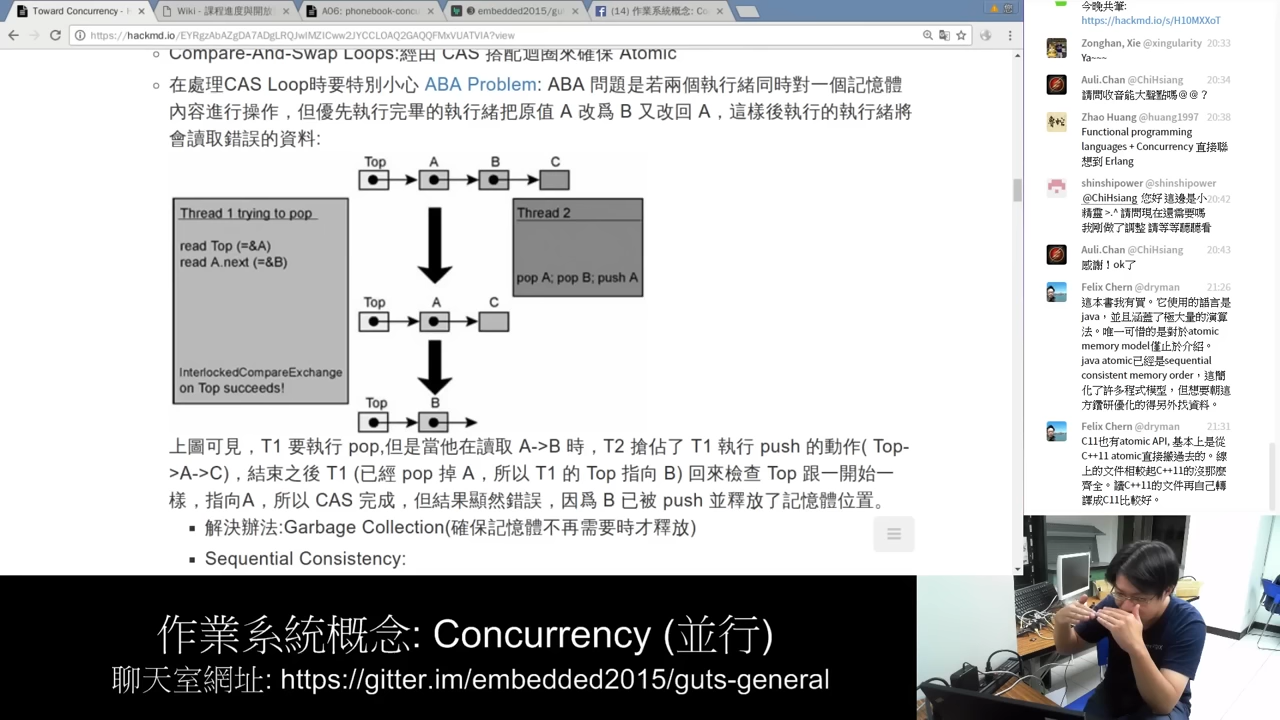 Toward Concurrency - H
Wiki - 課程進度與開放
A06: phonebook-concu
embedded2015/gut
(14) 作業系統概念: Co
https://hackmd.io/EYRgzAbAZgDA7ADgLRQJwIMZICww2JYCCLOAQ2GAQQFMxVUATVIA?view
Compare-And-Swap Loops:經由 CAS 搭配迴圈來確保 Atomic
在處理CAS Loop時要特別小心 ABA Problem: ABA 問題是若兩個執行緒同時對一個記憶體
內容進行操作，但優先執行完畢的執行緒把原值 A 改爲 B 又改回 A，這樣後執行的執行緒將
會讀取錯誤的資料:
Top A B C
Thread 1 trying to pop
read Top (=&A)
read A.next (=&B)
InterlockedCompareExchange
on Top succeeds!
Thread 2
pop A; pop B; push A
Top A C
Top B
上圖可見，T1 要執行 pop,但是當他在讀取 A->B 時，T2 搶佔了 T1 執行 push 的動作( Top-
>A->C)，結束之後 T1 (已經 pop 掉 A，所以 T1 的 Top 指向 B) 回來檢查 Top 跟一開始一
樣，指向A，所以 CAS 完成，但結果顯然錯誤，因爲 B 已被 push 並釋放了記憶體位置。
解決辦法:Garbage Collection(確保記憶體不再需要時才釋放)
Sequential Consistency:
今晚共筆:
https://hackmd.io/s/H10MXXoT
Zonghan, Xie @xingularity 20:33
Ya~~~
Auli.Chan @ChiHsing 20:34
請問收音能大聲點嗎＠＠？
Zhao Huang @huang1997 20:38
Functional programming
languages + Concurrency 直接聯
想到 Erlang
shinshipower @shinshipower
@ChiHsing 您好 這邊是小 20:42
精靈 >.^ 請問現在還需要嗎
我剛做了調整 請等等聽聽看
Auli.Chan @ChiHsing 20:43
感謝！ok了
Felix Chern @dryman 21:26
這本書我有買。它使用的語言是
java，並且涵蓋了極大量的演算
法。唯一可惜的是對於atomic
memory model僅止於介紹。
java atomic已經是sequential
consistent memory order，這簡
化了許多程式模型，但想要朝這
方鑽研優化的得另外找資料。
Felix Chern @dryman 21:31
C11也有atomic API, 基本上是從
C++11 atomic直接搬過去的。線
上的文件相較起C++11的沒那麼
齊全。讀C++11的文件再自己轉
譯成C11比較好。
作業系統概念: Concurrency (並行)
聊天室網址: https://gitter.im/embedded2015/guts-general